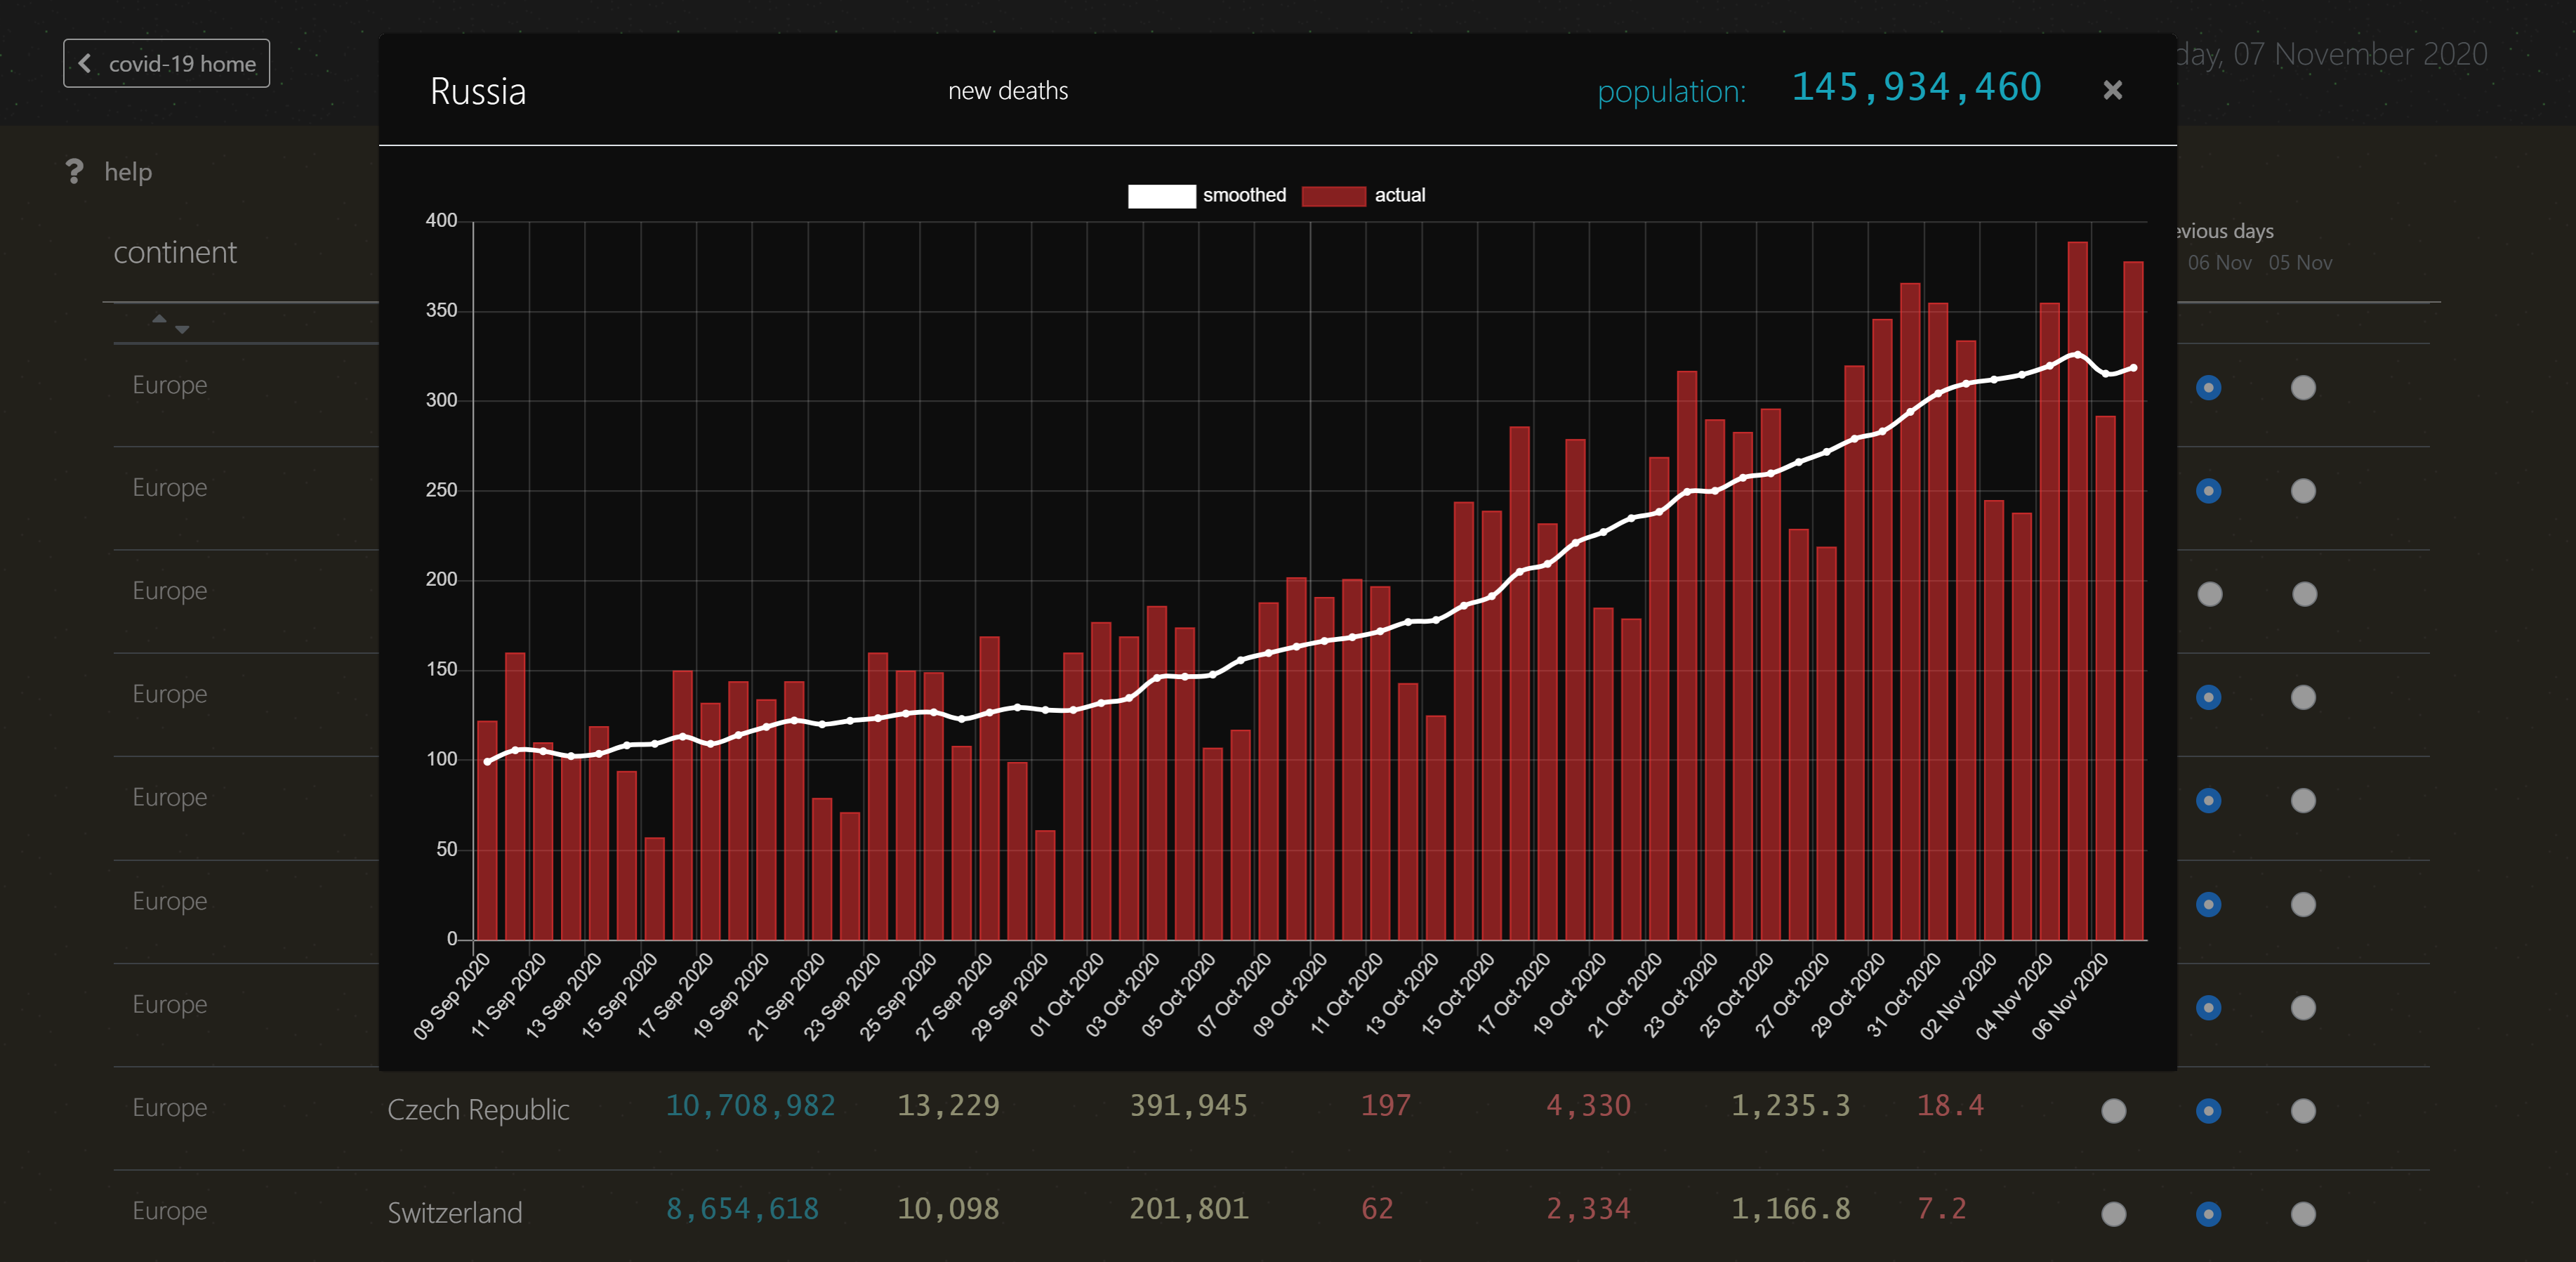 covid-19 home
day, 07 November 2020
Russia
new deaths
population: 145,934,460
? help
smoothed actual
continent
evious days
06 Nov 05 Nov
400
350
300
250
200
150
100
50
0
09 Sep 2020
11 Sep 2020
13 Sep 2020
15 Sep 2020
17 Sep 2020
19 Sep 2020
21 Sep 2020
23 Sep 2020
25 Sep 2020
27 Sep 2020
29 Sep 2020
01 Oct 2020
03 Oct 2020
05 Oct 2020
07 Oct 2020
09 Oct 2020
11 Oct 2020
13 Oct 2020
15 Oct 2020
17 Oct 2020
19 Oct 2020
21 Oct 2020
23 Oct 2020
25 Oct 2020
27 Oct 2020
29 Oct 2020
31 Oct 2020
02 Nov 2020
04 Nov 2020
06 Nov 2020
Europe
Europe
Europe
Europe
Europe
Europe
Europe
Europe Czech Republic 10,708,982 13,229 391,945 197 4,330 1,235.3 18.4
Europe Switzerland 8,654,618 10,098 201,801 62 2,334 1,166.8 7.2